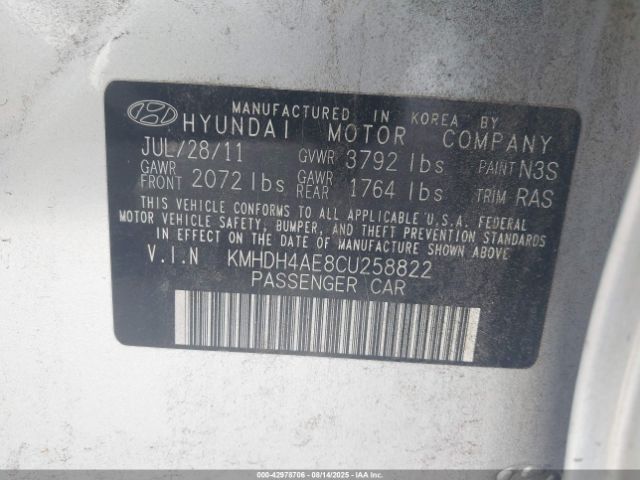 MANUFACTURED IN KOREA BY
HYUNDAI MOTOR COMPANY
JUL/28/11 GVWR 3792 lbs PAINT N3S
GAWR FRONT 2072 lbs GAWR REAR 1764 lbs TRIM RAS
THIS VEHICLE CONFORMS TO ALL APPLICABLE U.S.A. FEDERAL
MOTOR VEHICLE SAFETY, BUMPER, AND THEFT PREVENTION STANDARDS
IN EFFECT ON THE DATE OF MANUFACTURE SHOWN ABOVE.
V.I.N KMHDH4AE8CU258822
PASSENGER CAR
000-42978706 - 08/14/2025 - IAAI.com